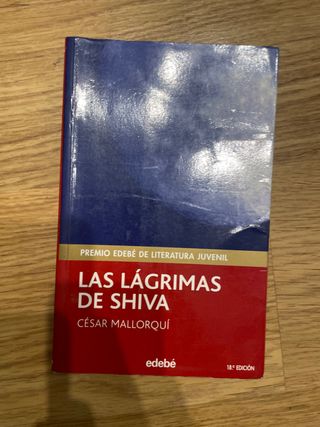 PREMIO EDEBÉ DE LITERATURA JUVENIL
LAS LÁGRIMAS
DE SHIVA
CÉSAR MALLORQUÍ
edebé
18.ª EDICIÓN